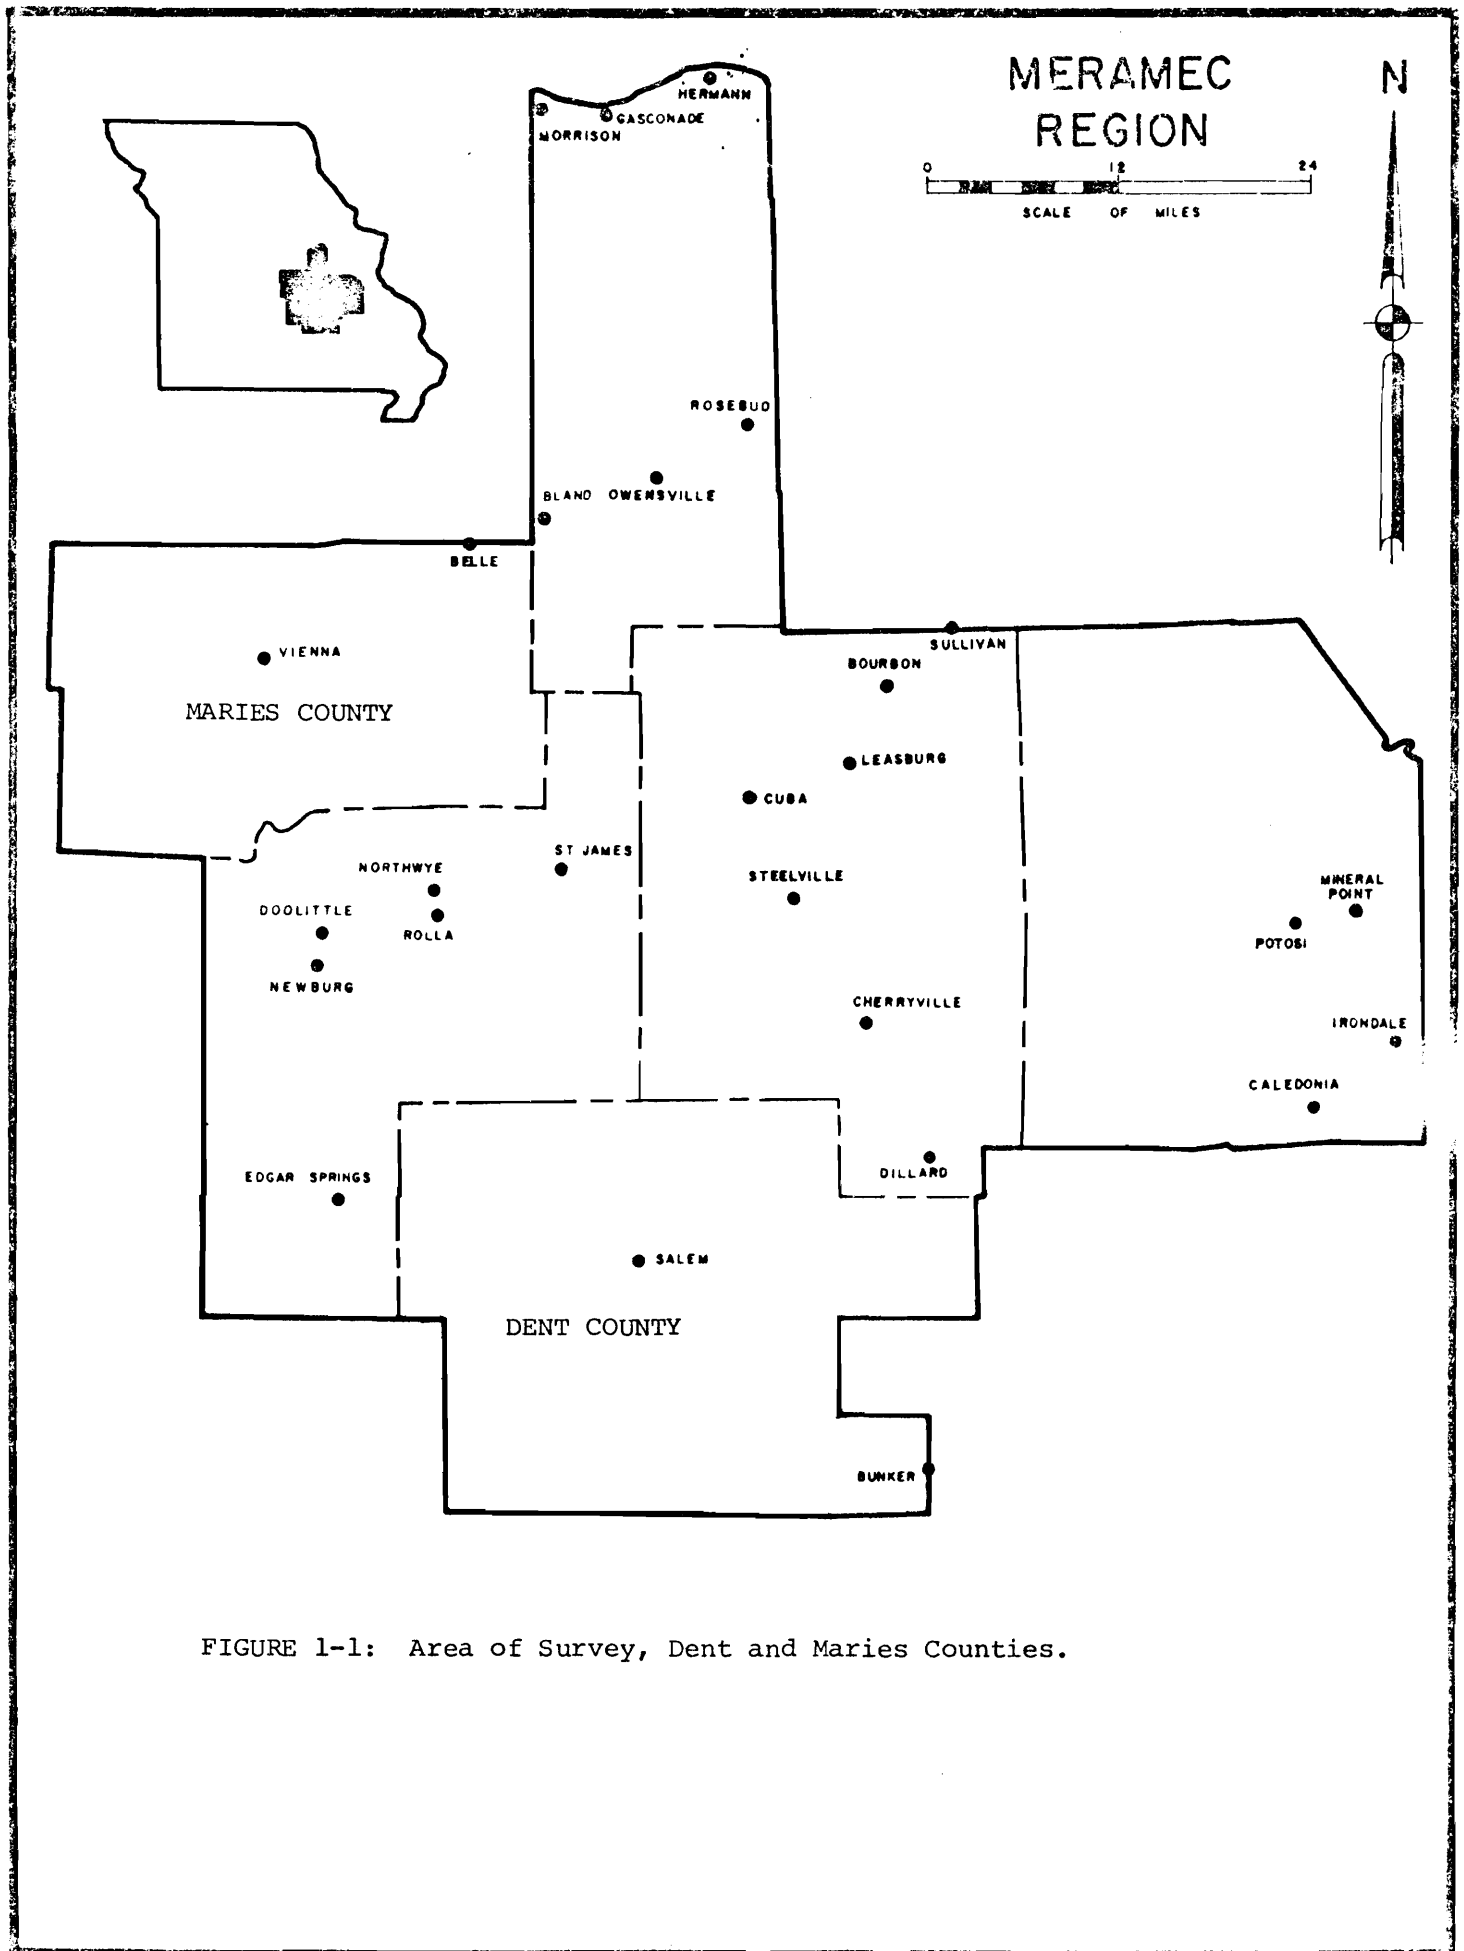 MERAMEC
REGION
N
0 12 24
SCALE OF MILES
HERMANN
GASCONADE
MORRISON
ROSEBUD
BLAND OWENSVILLE
BELLE
SULLIVAN
VIENNA
BOURBON
MARIES COUNTY
LEASBURG
CUBA
ST JAMES
NORTHWYE
STEELVILLE
MINERAL
POINT
DOOLITTLE
ROLLA
POTOSI
NEWBURG
CHERRYVILLE
IRONDALE
CALEDONIA
DILLARD
EDGAR SPRINGS
SALEM
DENT COUNTY
BUNKER
FIGURE 1-1: Area of Survey, Dent and Maries Counties.